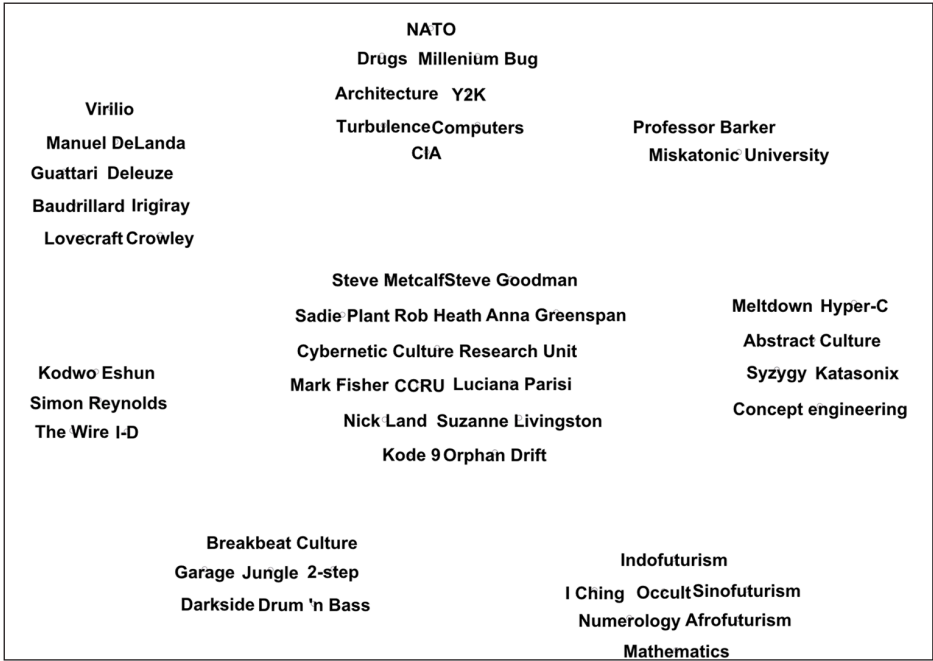 NATO
Drugs Millenium Bug
Architecture Y2K
Turbulence Computers
CIA
Virilio
Manuel DeLanda
Guattari Deleuze
Baudrillard Irigiray
Lovecraft Crowley
Professor Barker
Miskatonic University
Steve Metcalf Steve Goodman
Sadie Plant Rob Heath Anna Greenspan
Cybernetic Culture Research Unit
Mark Fisher CCRU Luciana Parisi
Nick Land Suzanne Livingston
Kode 9 Orphan Drift
Meltdown Hyper-C
Abstract Culture
Syzygy Katasonix
Concept engineering
Kodwo Eshun
Simon Reynolds
The Wire I-D
Breakbeat Culture
Garage Jungle 2-step
Darkside Drum 'n Bass
Indofuturism
I Ching Occult Sinofuturism
Numerology Afrofuturism
Mathematics